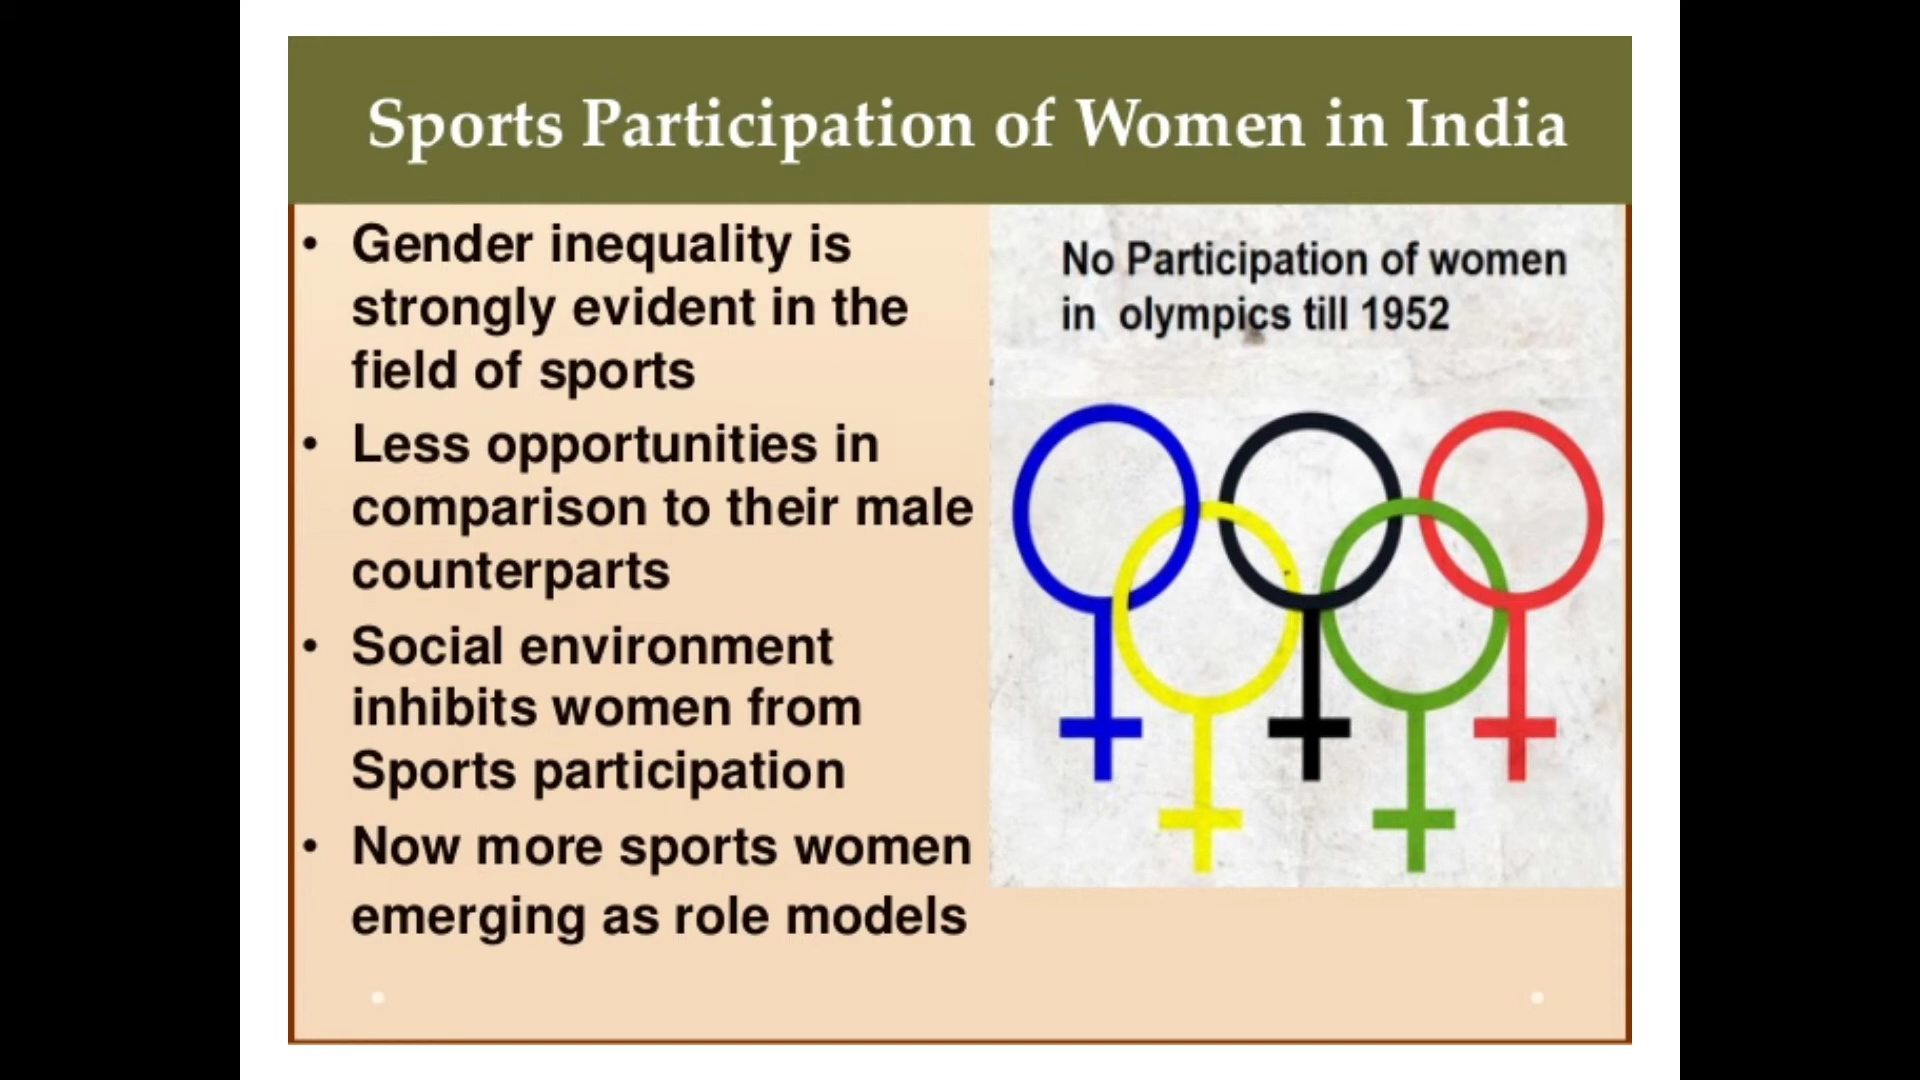 Sports Participation of Women in India
• Gender inequality is
strongly evident in the
field of sports
• Less opportunities in
comparison to their male
counterparts
• Social environment
inhibits women from
Sports participation
• Now more sports women
emerging as role models
No Participation of women
in olympics till 1952